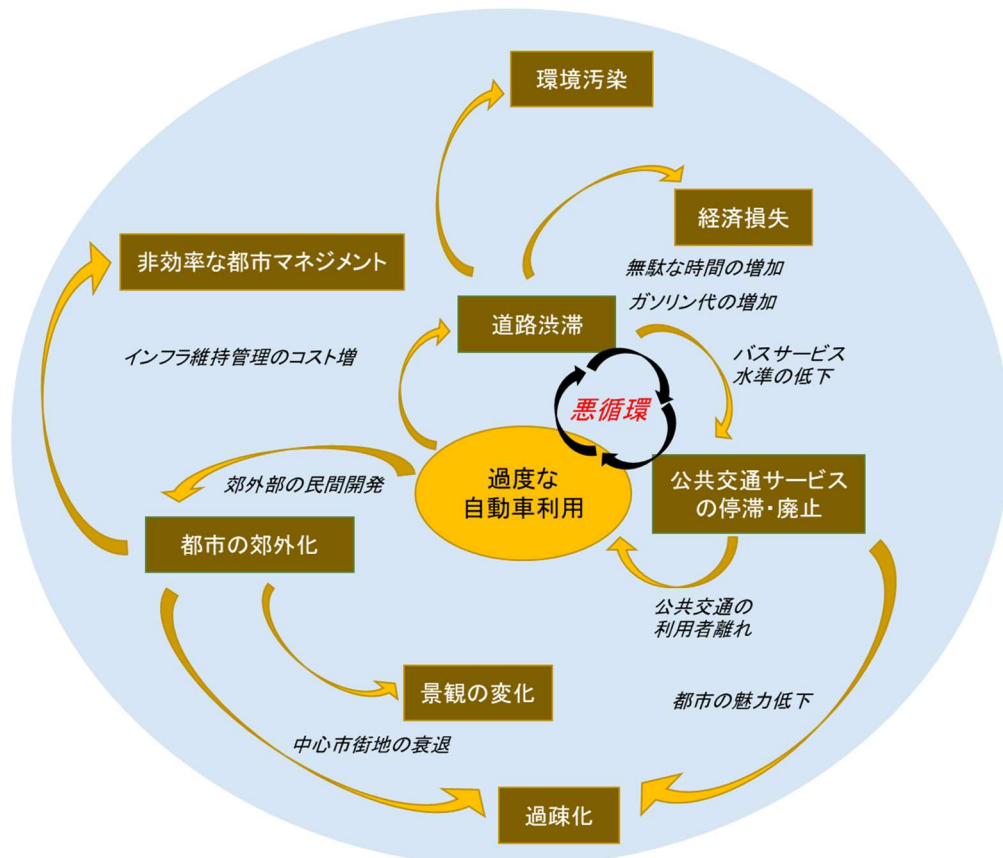 環境汚染
経済損失
非効率な都市マネジメント
無駄な時間の増加
ガソリン代の増加
道路渋滞
インフラ維持管理のコスト増
バスサービス
水準の低下
悪循環
過度な
自動車利用
公共交通サービス
の停滞・廃止
郊外部の民間開発
都市の郊外化
公共交通の
利用者離れ
景観の変化
都市の魅力低下
中心市街地の衰退
過疎化